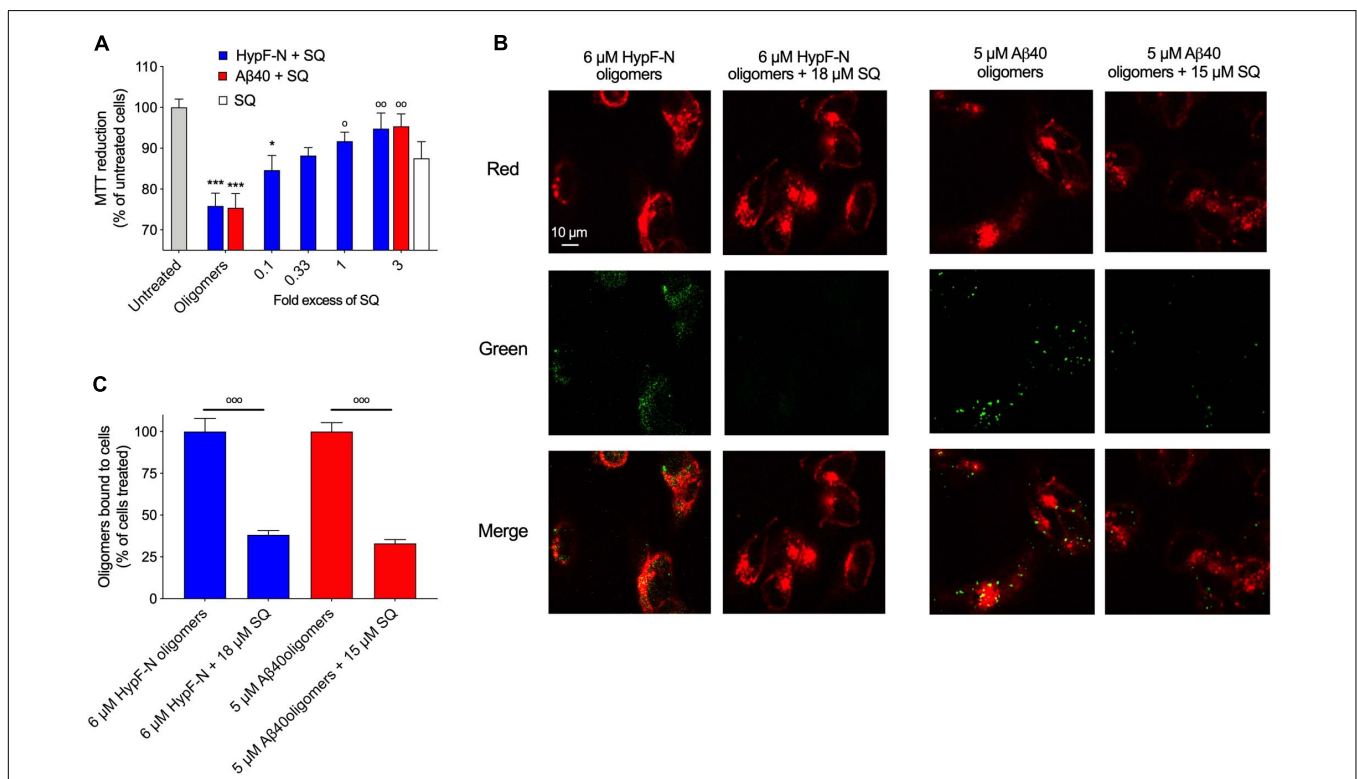 A
HypF-N + SQ
Aβ40 + SQ
SQ
MTT reduction
(% of untreated cells)
110
100
90
80
70
***
***
*
o
oo
oo
Untreated
Oligomers
0.1
0.33
1
3
Fold excess of SQ
B
6 µM HypF-N
oligomers
6 µM HypF-N
oligomers + 18 µM SQ
5 µM Aβ40
oligomers
5 µM Aβ40
oligomers + 15 µM SQ
Red
10 µm
Green
Merge
C
Oligomers bound to cells
(% of cells treated)
100
75
50
25
0
ooo
ooo
6 µM HypF-N oligomers
6 µM HypF-N + 18 µM SQ
5 µM Aβ40oligomers
5 µM Aβ40oligomers + 15 µM SQ